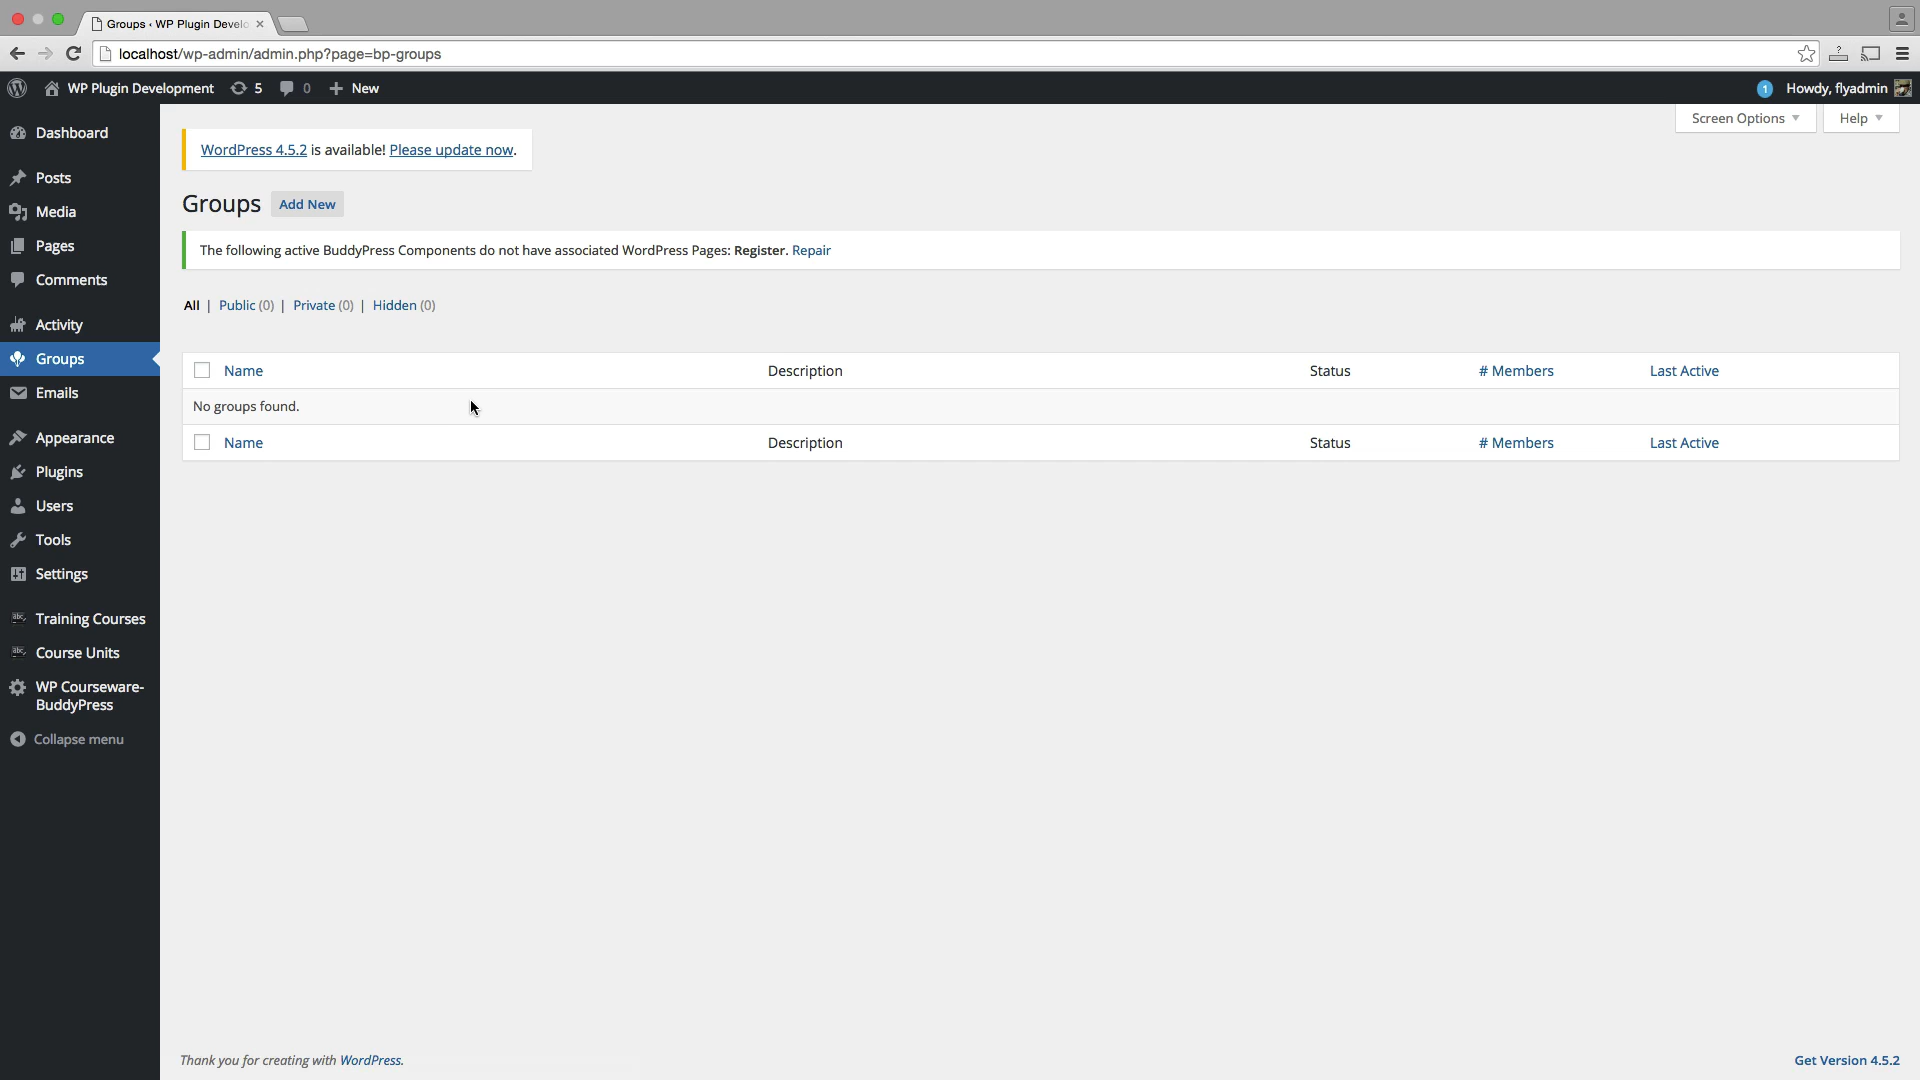 Groups ‹ WP Plugin Develo
localhost/wp-admin/admin.php?page=bp-groups
WP Plugin Development 5 0 New
1 Howdy, flyadmin
Screen Options Help
Dashboard
Posts
Media
Pages
Comments
Activity
Groups
Emails
Appearance
Plugins
Users
Tools
Settings
Training Courses
Course Units
WP Courseware-
BuddyPress
Collapse menu
WordPress 4.5.2 is available! Please update now.
Groups Add New
The following active BuddyPress Components do not have associated WordPress Pages: Register. Repair
All | Public (0) | Private (0) | Hidden (0)
Name Description Status # Members Last Active
No groups found.
Name Description Status # Members Last Active
Thank you for creating with WordPress.
Get Version 4.5.2